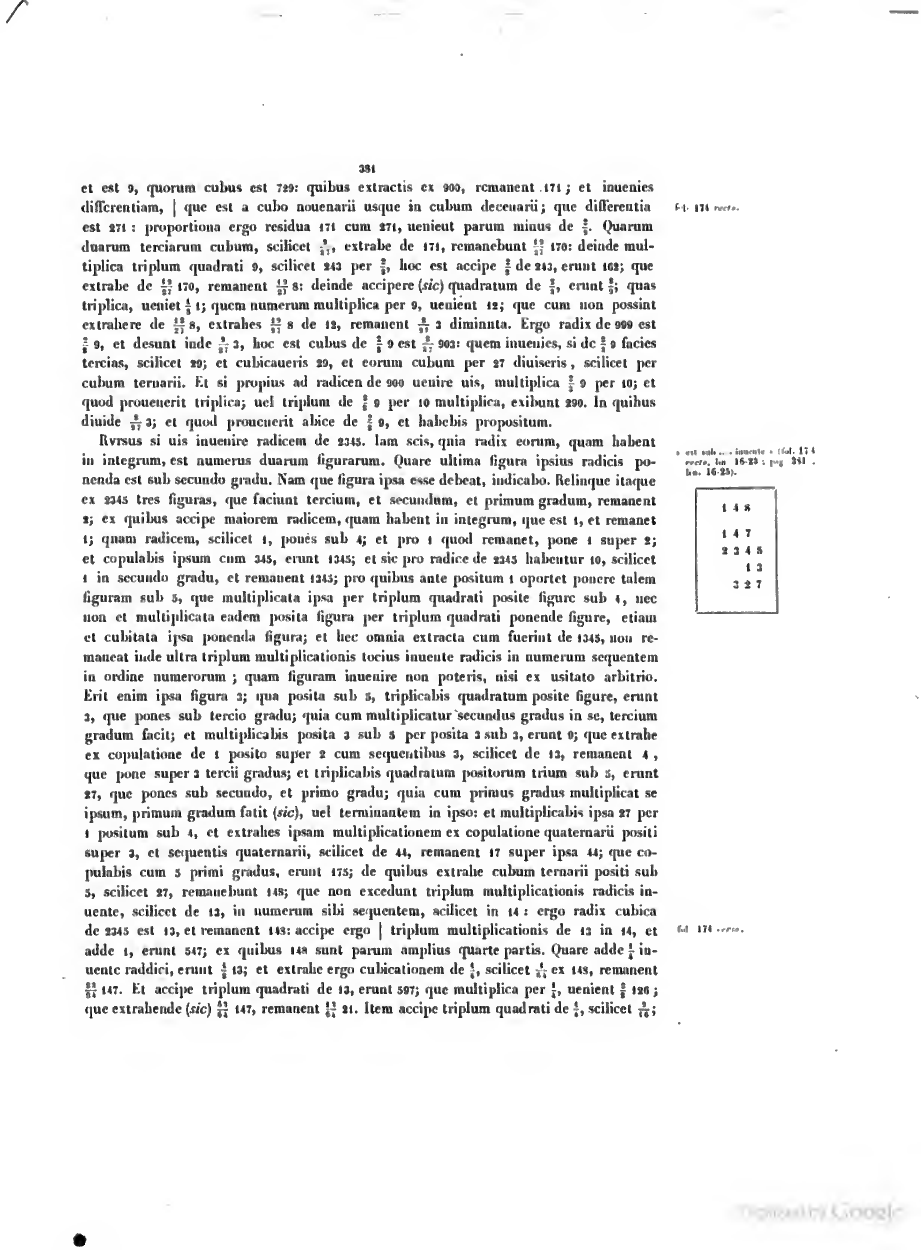 381
et est 9, quorum cubus est 729: quibus extractis ex 900, remanent 171; et inuenies
differentiam, | que est a cubo nouenarii usque in cubum decenarii; que differentia
est 271: proportiona ergo residua 171 cum 271, uenient parum minus de 2/3. Quarum
duarum terciarum cubum, scilicet 8/27, extrahe de 171, remanebunt 19/27 170: deinde mul-
tiplica triplum quadrati 9, scilicet 243 per 2/3, hoc est accipe 2/3 de 243, erunt 162; que
extrahe de 19/27 170, remanent 19/27 8: deinde accipere (sic) quadratum de 2/3, erunt 4/9; quas
triplica, ueniet 1/3 1; quem numerum multiplica per 9, uenient 12; que cum non possint
extrahere de 19/27 8, extrahes 19/27 8 de 12, remanent 8/27 3 diminuta. Ergo radix de 999 est
2/3 9, et desunt inde 8/27 3, hoc est cubus de 2/3 9 est 8/27 903: quem inuenies, si de 2/3 9 facies
tercias, scilicet 29; et cubicaueris 29, et eorum cubum per 27 diuiseris, scilicet per
cubum ternarii. Et si propius ad radicen de 900 uenire uis, multiplica 2/3 9 per 10; et
quod prouenerit triplica; uel triplum de 2/3 9 per 10 multiplica, exibunt 290. In quibus
diuide 8/27 3; et quod prouenerit abice de 2/3 9, et habebis propositum.
Rvrsus si uis inuenire radicem de 2345. Iam scis, quia radix eorum, quam habent
in integrum, est numerus duarum figurarum. Quare ultima figura ipsius radicis po-
nenda est sub secundo gradu. Nam que figura ipsa esse debeat, indicabo. Relinque itaque
ex 2345 tres figuras, que faciunt tercium, et secundum, et primum gradum, remanent
2; ex quibus accipe maiorem radicem, quam habent in integrum, que est 1, et remanet
1; quam radicem, scilicet 1, pones sub 4; et pro 1 quod remanet, pone 1 super 2;
et copulabis ipsum cum 345, erunt 1345; et sic pro radice de 2345 habentur 10, scilicet
1 in secundo gradu, et remanent 1345; pro quibus ante positum 1 oportet ponere talem
figuram sub 5, que multiplicata ipsa per triplum quadrati posite figure sub 4, nec
non et multiplicata eadem posita figura per triplum quadrati ponende figure, etiam
et cubitata ipsa ponenda figura; et hec omnia extracta cum fuerint de 1345, non re-
maneat inde ultra triplum multiplicationis tocius inuente radicis in numerum sequentem
in ordine numerorum ; quam figuram inuenire non poteris, nisi ex usitato arbitrio.
Erit enim ipsa figura 3; qua posita sub 5, triplicabis quadratum posite figure, erunt
3, que pones sub tercio gradu; quia cum multiplicatur secundus gradus in se, tercium
gradum facit; et multiplicabis posita 3 sub 5 per posita 3 sub 3, erunt 9; que extrahe
ex copulatione de 1 posito super 2 cum sequentibus 3, scilicet de 13, remanent 4,
que pone super 3 tercii gradus; et triplicabis quadratum positorum trium sub 5, erunt
27, que pones sub secundo, et primo gradu; quia cum primus gradus multiplicat se
ipsum, primum gradum fatit (sic), uel terminantem in ipso: et multiplicabis ipsa 27 per
1 positum sub 4, et extrahes ipsam multiplicationem ex copulatione quaternarii positi
super 3, et sequentis quaternarii, scilicet de 44, remanent 17 super ipsa 44; que co-
pulabis cum 5 primi gradus, erunt 175; de quibus extrahe cubum ternarii positi sub
5, scilicet 27, remanebunt 148; que non excedunt triplum multiplicationis radicis in-
uente, scilicet de 13, in numerum sibi sequentem, scilicet in 14: ergo radix cubica
de 2345 est 13, et remanent 148: accipe ergo | triplum multiplicationis de 13 in 14, et
adde 1, erunt 547; ex quibus 148 sunt parum amplius quarte partis. Quare adde 1/4 in-
uente raddici, erunt 1/4 13; et extrahe ergo cubicationem de 1/4, scilicet 1/64 ex 148, remanent
63/64 147. Et accipe triplum quadrati de 13, erunt 507; que multiplica per 1/4, uenient 3/4 126;
que extrahende (sic) 63/64 147, remanent 15/64 21. Item accipe triplum quadrati de 1/4, scilicet 3/16;
fol. 174 recto.
« est sub ... inuente » (fol. 174
recto, lin. 16-23 ; pag 381 ,
lin. 16-25).
1 4 8
1 4 7
2 3 4 5
1 3
3 2 7
fol 174 verso.
Digitized by Google